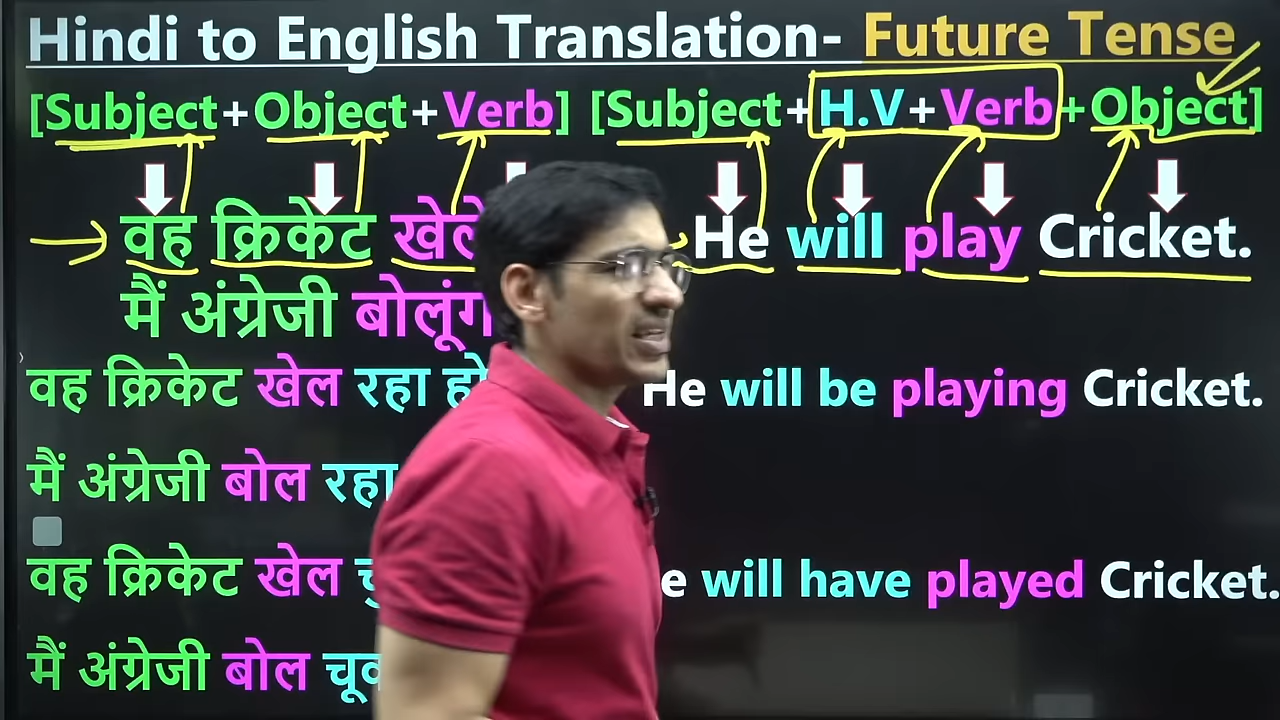 Hindi to English Translation- Future Tense
[Subject+Object+Verb] [Subject+H.V+Verb+Object]
वह क्रिकेट He will play Cricket.
मैं अंग्रेजी
वह क्रिकेट खेल रहा He will be playing Cricket.
मैं अंग्रेजी बोल रहा
वह क्रिकेट खेल will have played Cricket.
मैं अंग्रेजी बोल